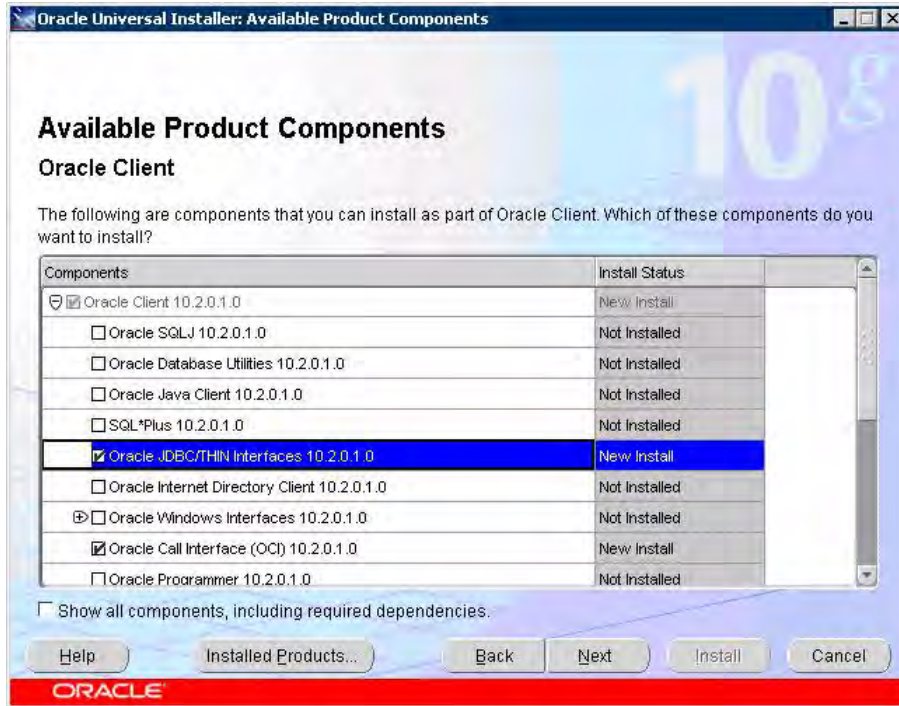 Oracle Universal Installer: Available Product Components
10g
Available Product Components
Oracle Client
The following are components that you can install as part of Oracle Client. Which of these components do you
want to install?
Components Install Status
Oracle Client 10.2.0.1.0 New Install
Oracle SQLJ 10.2.0.1.0 Not Installed
Oracle Database Utilities 10.2.0.1.0 Not Installed
Oracle Java Client 10.2.0.1.0 Not Installed
SQL*Plus 10.2.0.1.0 Not Installed
Oracle JDBC/THIN Interfaces 10.2.0.1.0 New Install
Oracle Internet Directory Client 10.2.0.1.0 Not Installed
Oracle Windows Interfaces 10.2.0.1.0 Not Installed
Oracle Call Interface (OCI) 10.2.0.1.0 New Install
Oracle Programmer 10.2.0.1.0 Not Installed
Show all components, including required dependencies.
Help Installed Products... Back Next Install Cancel
ORACLE